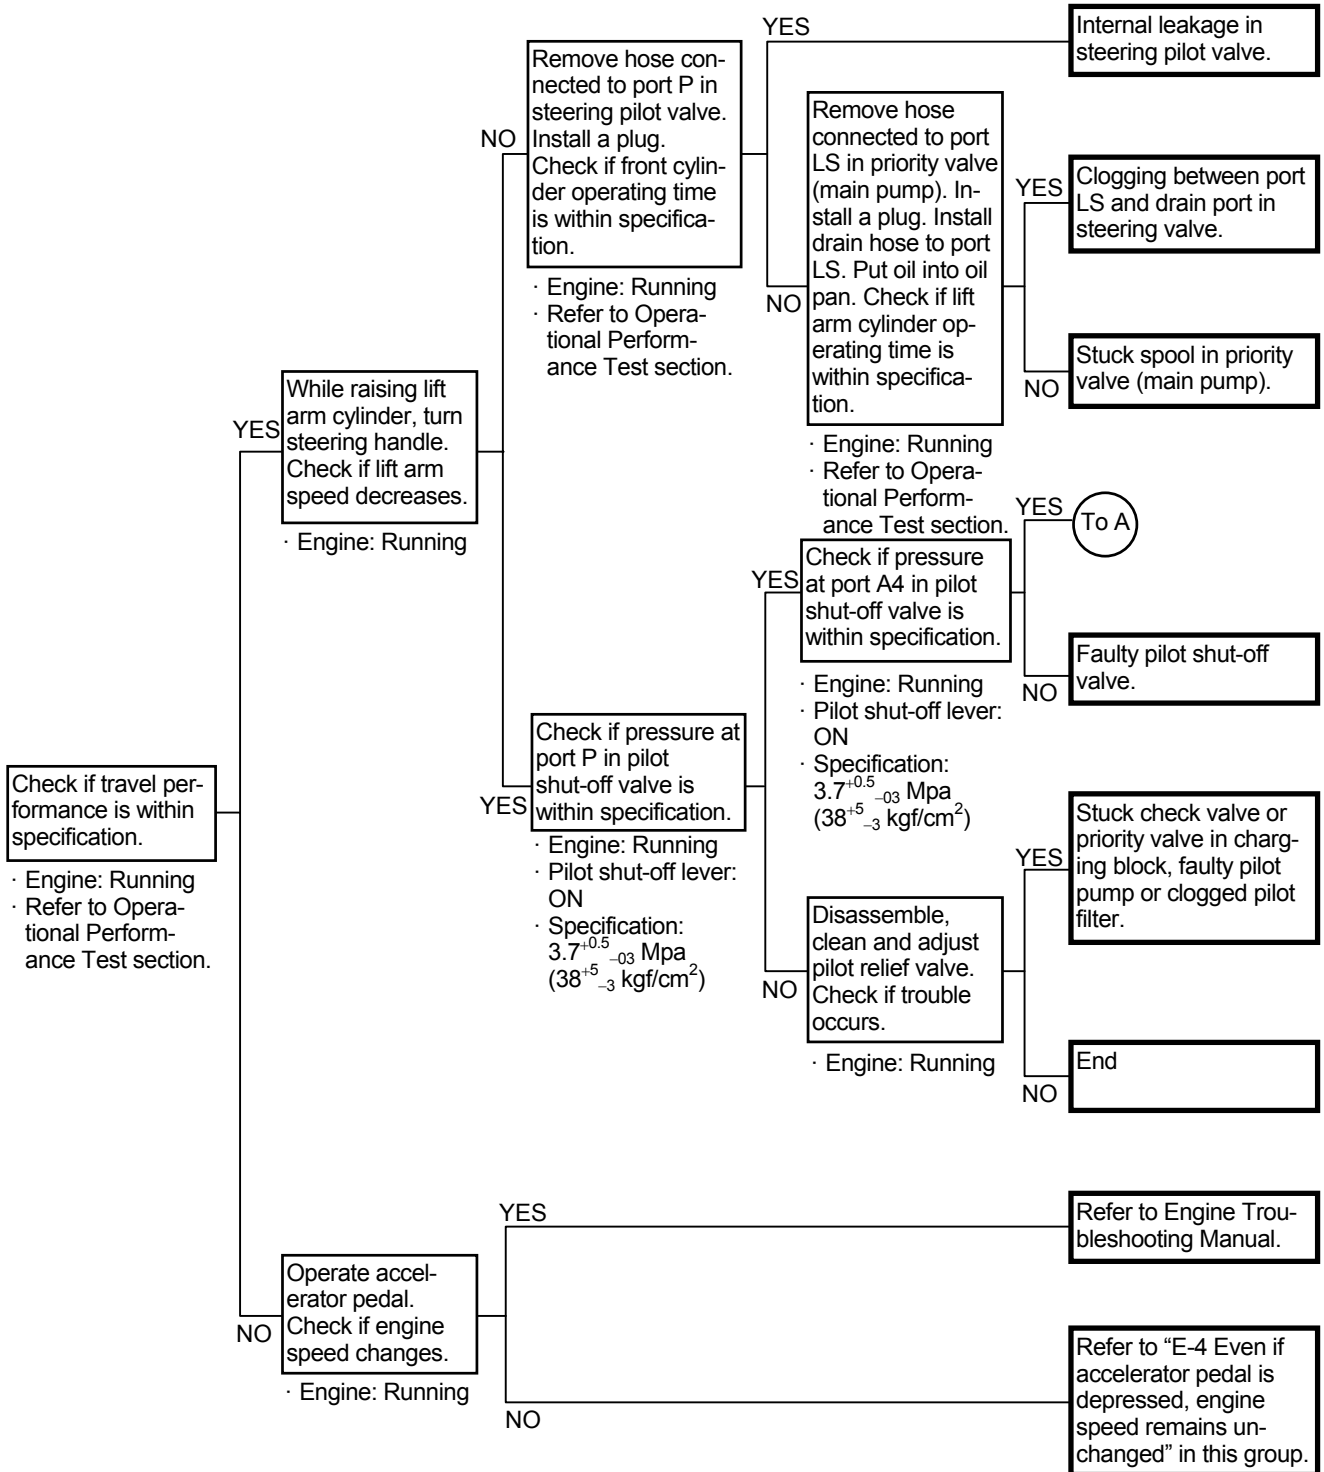 Check if travel per-
formance is within
specification.
· Engine: Running
· Refer to Opera-
tional Perform-
ance Test section.
YES
While raising lift
arm cylinder, turn
steering handle.
Check if lift arm
speed decreases.
· Engine: Running
NO
Remove hose con-
nected to port P in
steering pilot valve.
Install a plug.
Check if front cylin-
der operating time
is within specifica-
tion.
· Engine: Running
· Refer to Opera-
tional Perform-
ance Test section.
YES
Internal leakage in
steering pilot valve.
NO
Remove hose
connected to port
LS in priority valve
(main pump). In-
stall a plug. Install
drain hose to port
LS. Put oil into oil
pan. Check if lift
arm cylinder op-
erating time is
within specifica-
tion.
· Engine: Running
· Refer to Opera-
tional Perform-
ance Test section.
YES
Clogging between port
LS and drain port in
steering valve.
NO
Stuck spool in priority
valve (main pump).
YES
Check if pressure at
port P in pilot
shut-off valve is
within specification.
· Engine: Running
· Pilot shut-off lever:
ON
· Specification:
3.7+0.5 –03 Mpa
(38+5 –3 kgf/cm2)
YES
Check if pressure
at port A4 in pilot
shut-off valve is
within specification.
· Engine: Running
· Pilot shut-off lever:
ON
· Specification:
3.7+0.5 –03 Mpa
(38+5 –3 kgf/cm2)
YES
To A
NO
Faulty pilot shut-off
valve.
NO
Disassemble,
clean and adjust
pilot relief valve.
Check if trouble
occurs.
· Engine: Running
YES
Stuck check valve or
priority valve in charg-
ing block, faulty pilot
pump or clogged pilot
filter.
NO
End
NO
Operate accel-
erator pedal.
Check if engine
speed changes.
· Engine: Running
YES
Refer to Engine Trou-
bleshooting Manual.
NO
Refer to “E-4 Even if
accelerator pedal is
depressed, engine
speed remains un-
changed” in this group.